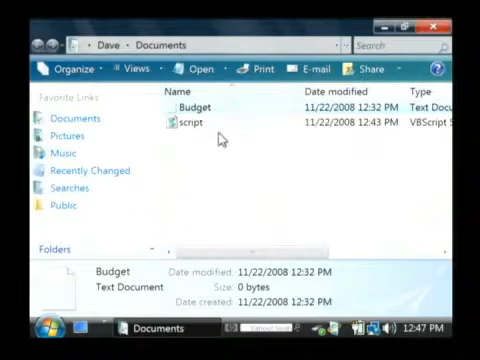 Dave
Documents
Search
Organize
Views
Open
Print
E-mail
Share
Favorite Links
Name
Date modified
Type
Documents
Budget
11/22/2008 12:32 PM
Text Docu
script
11/22/2008 12:43 PM
VBScript S
Pictures
Music
Recently Changed
Searches
Public
Folders
Budget
Date modified: 11/22/2008 12:32 PM
Text Document
Size: 0 bytes
Date created: 11/22/2008 12:32 PM
Documents
12:47 PM